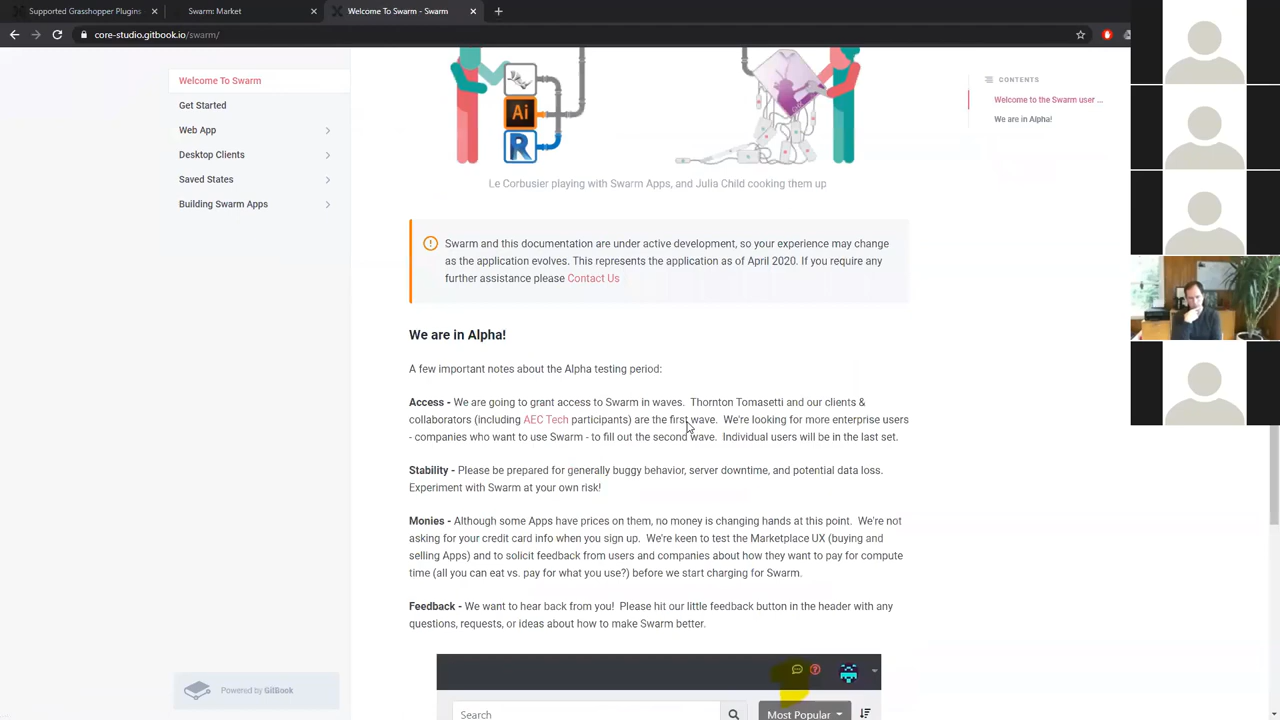 Supported Grasshopper Plugins
Swarm Market
Welcome To Swarm - Swarm
core-studio.gitbook.io/swarm/
Welcome To Swarm
Get Started
Web App
Desktop Clients
Saved States
Building Swarm Apps
Powered by GitBook
Ai
R
Le Corbusier playing with Swarm Apps, and Julia Child cooking them up
Swarm and this documentation are under active development, so your experience may change
as the application evolves. This represents the application as of April 2020. If you require any
further assistance please Contact Us
We are in Alpha!
A few important notes about the Alpha testing period:
Access - We are going to grant access to Swarm in waves. Thornton Tomasetti and our clients &
collaborators (including AEC Tech participants) are the first wave. We're looking for more enterprise users
- companies who want to use Swarm - to fill out the second wave. Individual users will be in the last set.
Stability - Please be prepared for generally buggy behavior, server downtime, and potential data loss.
Experiment with Swarm at your own risk!
Monies - Although some Apps have prices on them, no money is changing hands at this point. We're not
asking for your credit card info when you sign up. We're keen to test the Marketplace UX (buying and
selling Apps) and to solicit feedback from users and companies about how they want to pay for compute
time (all you can eat vs. pay for what you use?) before we start charging for Swarm.
Feedback - We want to hear back from you! Please hit our little feedback button in the header with any
questions, requests, or ideas about how to make Swarm better.
Search
Most Popular
CONTENTS
Welcome to the Swarm user ...
We are in Alpha!